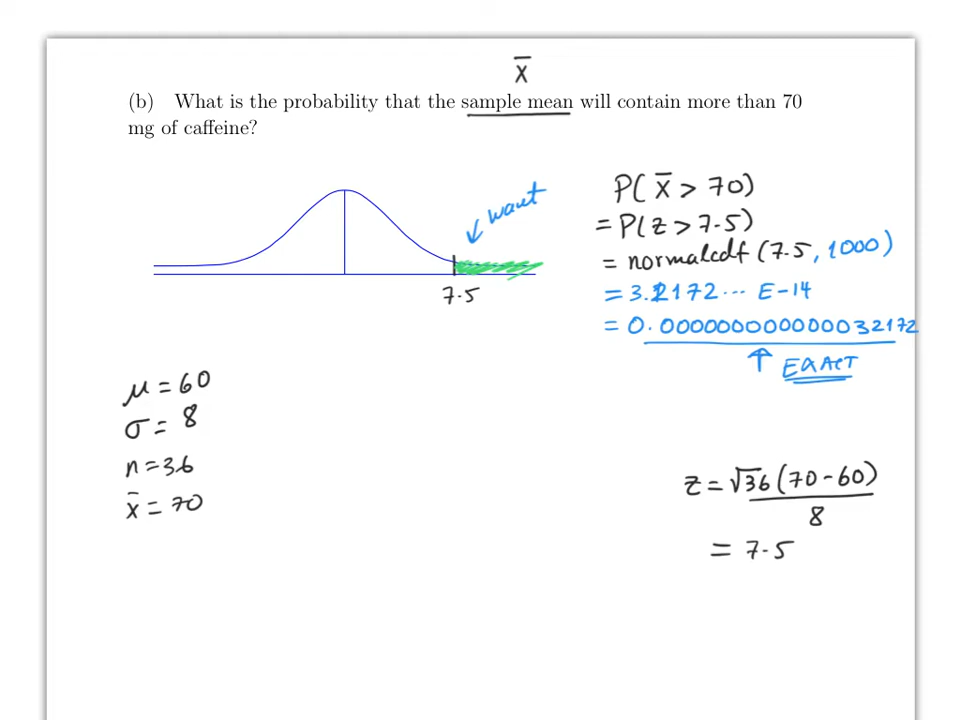 x̄
(b) What is the probability that the sample mean will contain more than 70
mg of caffeine?
want
7.5
P( x̄ > 70)
= P( z > 7.5)
= normalcdf (7.5, 1000)
= 3.2172... E-14
= 0.000000000000032172
↑ EXACT
μ = 60
σ = 8
n = 36
x̄ = 70
z = √36 (70 - 60)
8
= 7.5